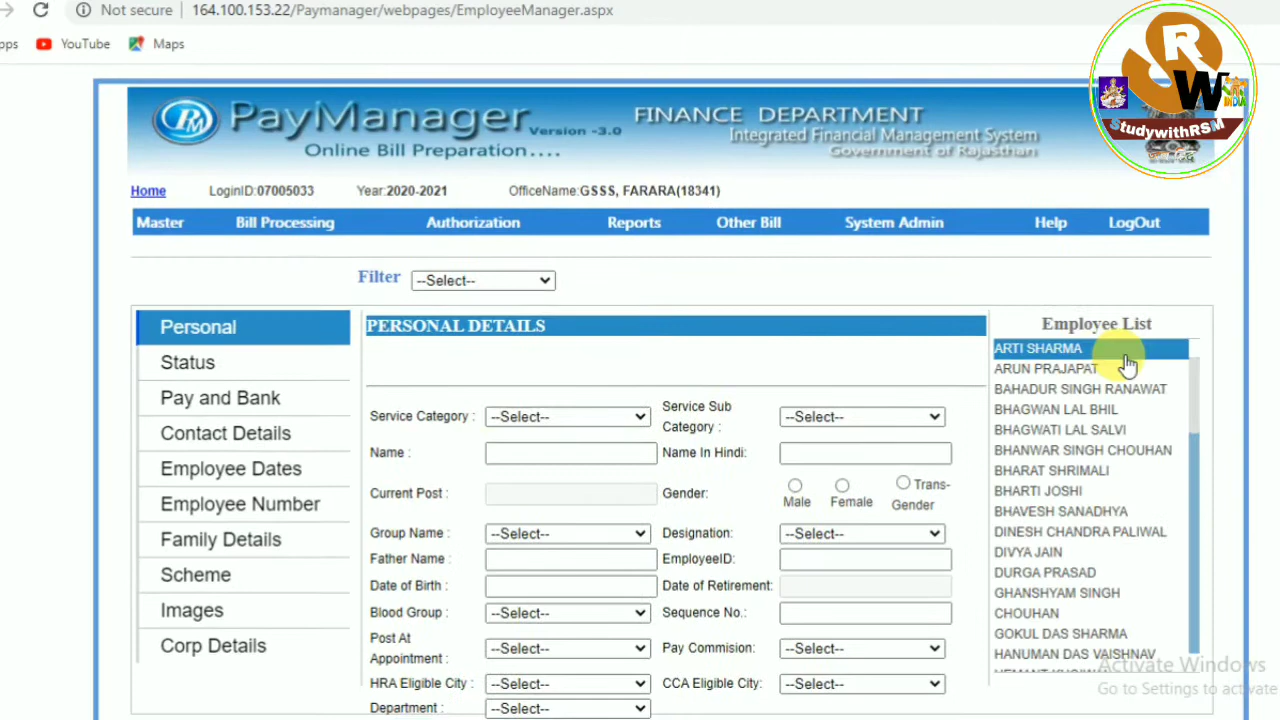 Not secure 164.100.153.22/Paymanager/webpages/EmployeeManager.aspx
pps YouTube Maps
PM PayManager Version -3.0
Online Bill Preparation....
FINANCE DEPARTMENT
Integrated Financial Management System
Government of Rajasthan
SRW
INDIA
StudywithRSM
Home LoginID:07005033 Year:2020-2021 OfficeName:GSSS, FARARA(18341)
Master Bill Processing Authorization Reports Other Bill System Admin Help LogOut
Filter --Select--
Personal
Status
Pay and Bank
Contact Details
Employee Dates
Employee Number
Family Details
Scheme
Images
Corp Details
PERSONAL DETAILS
Service Category : --Select-- Service Sub Category : --Select--
Name : Name In Hindi:
Current Post : Gender: Male Female Trans-Gender
Group Name : --Select-- Designation: --Select--
Father Name : EmployeeID:
Date of Birth : Date of Retirement:
Blood Group : --Select-- Sequence No.:
Post At Appointment : --Select-- Pay Commision: --Select--
HRA Eligible City : --Select-- CCA Eligible City: --Select--
Department : --Select--
Employee List
ARTI SHARMA
ARUN PRAJAPAT
BAHADUR SINGH RANAWAT
BHAGWAN LAL BHIL
BHAGWATI LAL SALVI
BHANWAR SINGH CHOUHAN
BHARAT SHRIMALI
BHARTI JOSHI
BHAVESH SANADHYA
DINESH CHANDRA PALIWAL
DIVYA JAIN
DURGA PRASAD
GHANSHYAM SINGH
CHOUHAN
GOKUL DAS SHARMA
HANUMAN DAS VAISHNAV
Activate Windows
Go to Settings to activate